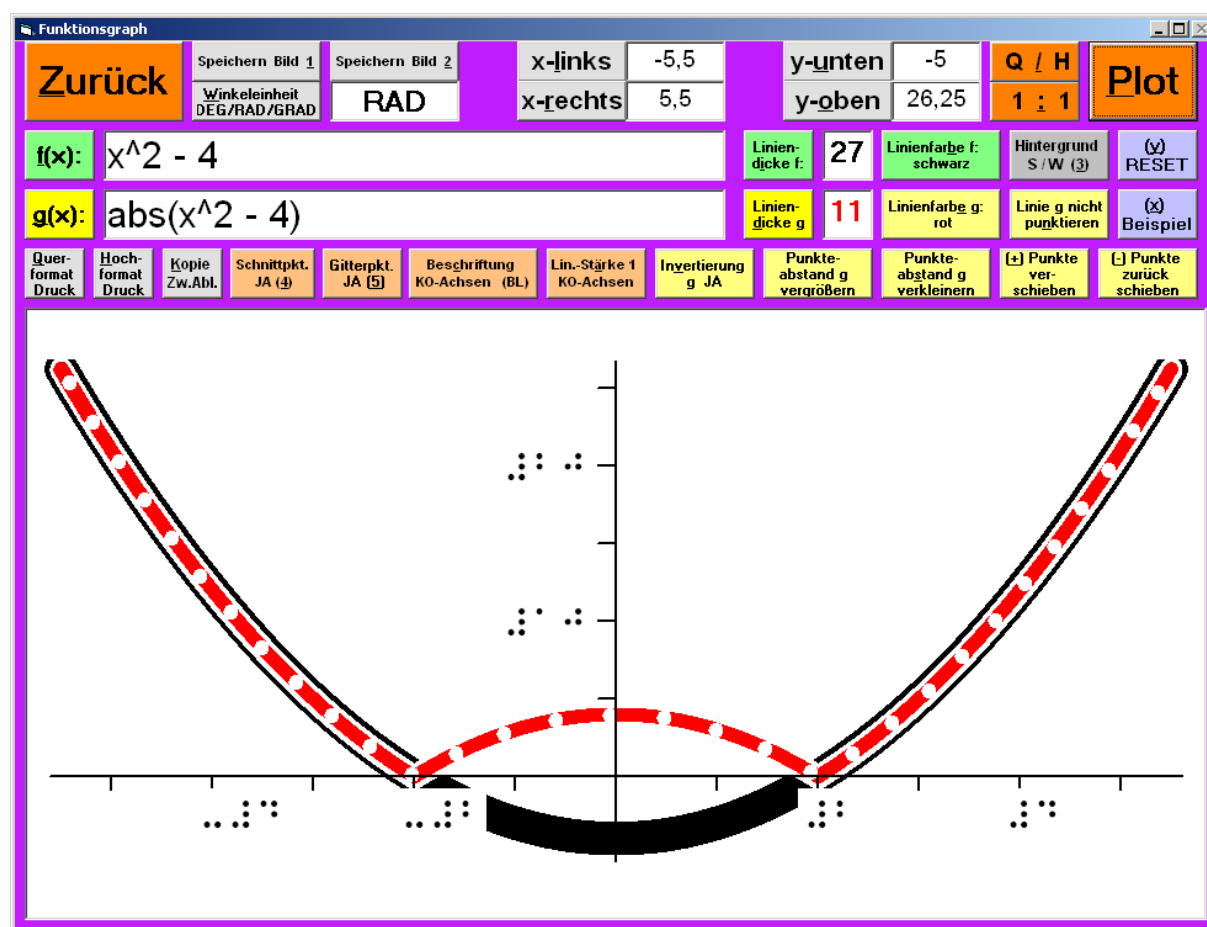 Funktionsgraph
Zurück
Speichern Bild 1
Speichern Bild 2
Winkeleinheit
DEG/RAD/GRAD
RAD
x-links
-5,5
x-rechts
5,5
y-unten
-5
y-oben
26,25
Q / H
1 : 1
Plot
f(x):
x^2 - 4
Linien-
dicke f:
27
Linienfarbe f:
schwarz
Hintergrund
S / W (3)
(y)
RESET
g(x):
abs(x^2 - 4)
Linien-
dicke g
11
Linienfarbe g:
rot
Linie g nicht
punktieren
(x)
Beispiel
Quer-
format
Druck
Hoch-
format
Druck
Kopie
Zw.Abl.
Schnittpkt.
JA (4)
Gitterpkt.
JA (5)
Beschriftung
KO-Achsen (BL)
Lin.-Stärke 1
KO-Achsen
Invertierung
g JA
Punkte-
abstand g
vergrößern
Punkte-
abstand g
verkleinern
(+) Punkte
ver-
schieben
(-) Punkte
zurück
schieben
⠼⠃⠚
⠼⠁⠚
⠤⠼⠙ ⠤⠼⠃ ⠼⠃ ⠼⠙